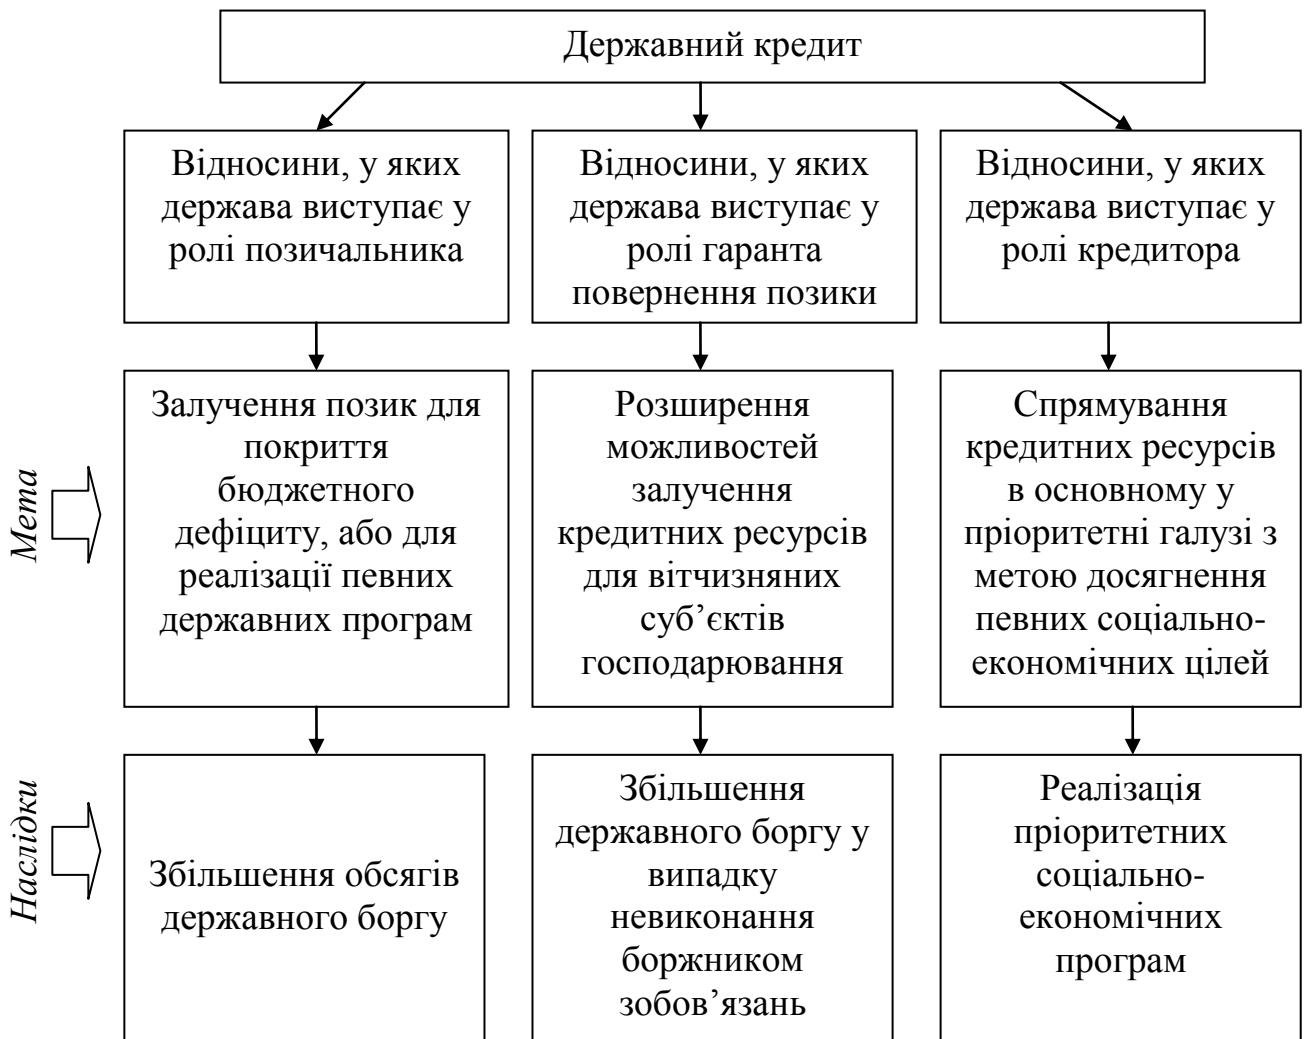 Державний кредит
Відносини, у яких
держава виступає у
ролі позичальника
Відносини, у яких
держава виступає у
ролі гаранта
повернення позики
Відносини, у яких
держава виступає у
ролі кредитора
Мета
Залучення позик для
покриття
бюджетного
дефіциту, або для
реалізації певних
державних програм
Розширення
можливостей
залучення
кредитних ресурсів
для вітчизняних
суб’єктів
господарювання
Спрямування
кредитних ресурсів
в основному у
пріоритетні галузі з
метою досягнення
певних соціально-
економічних цілей
Наслідки
Збільшення обсягів
державного боргу
Збільшення
державного боргу у
випадку
невиконання
боржником
зобов’язань
Реалізація
пріоритетних
соціально-
економічних
програм